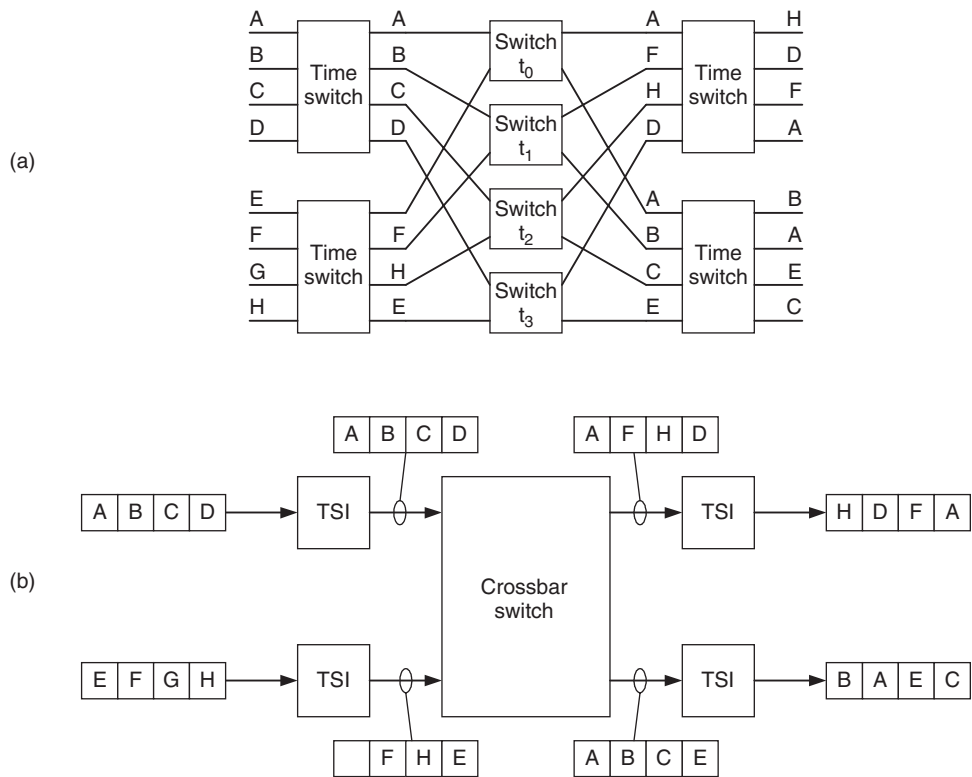 (a)
A A A H
B B F D
C C H F
D D D A
Time switch
Switch t0
Switch t1
Time switch
E A B
F F B A
G H C E
H E E C
Time switch
Switch t2
Switch t3
Time switch
(b)
A B C D
A F H D
A B C D
TSI
TSI
H D F A
Crossbar switch
E F G H
TSI
TSI
B A E C
F H E
A B C E